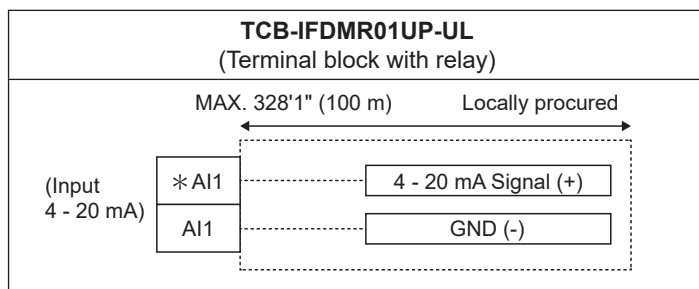 TCB-IFDMR01UP-UL
(Terminal block with relay)
MAX. 328'1" (100 m) Locally procured
(Input
4 - 20 mA)
＊AI1 4 - 20 mA Signal (+)
AI1 GND (-)